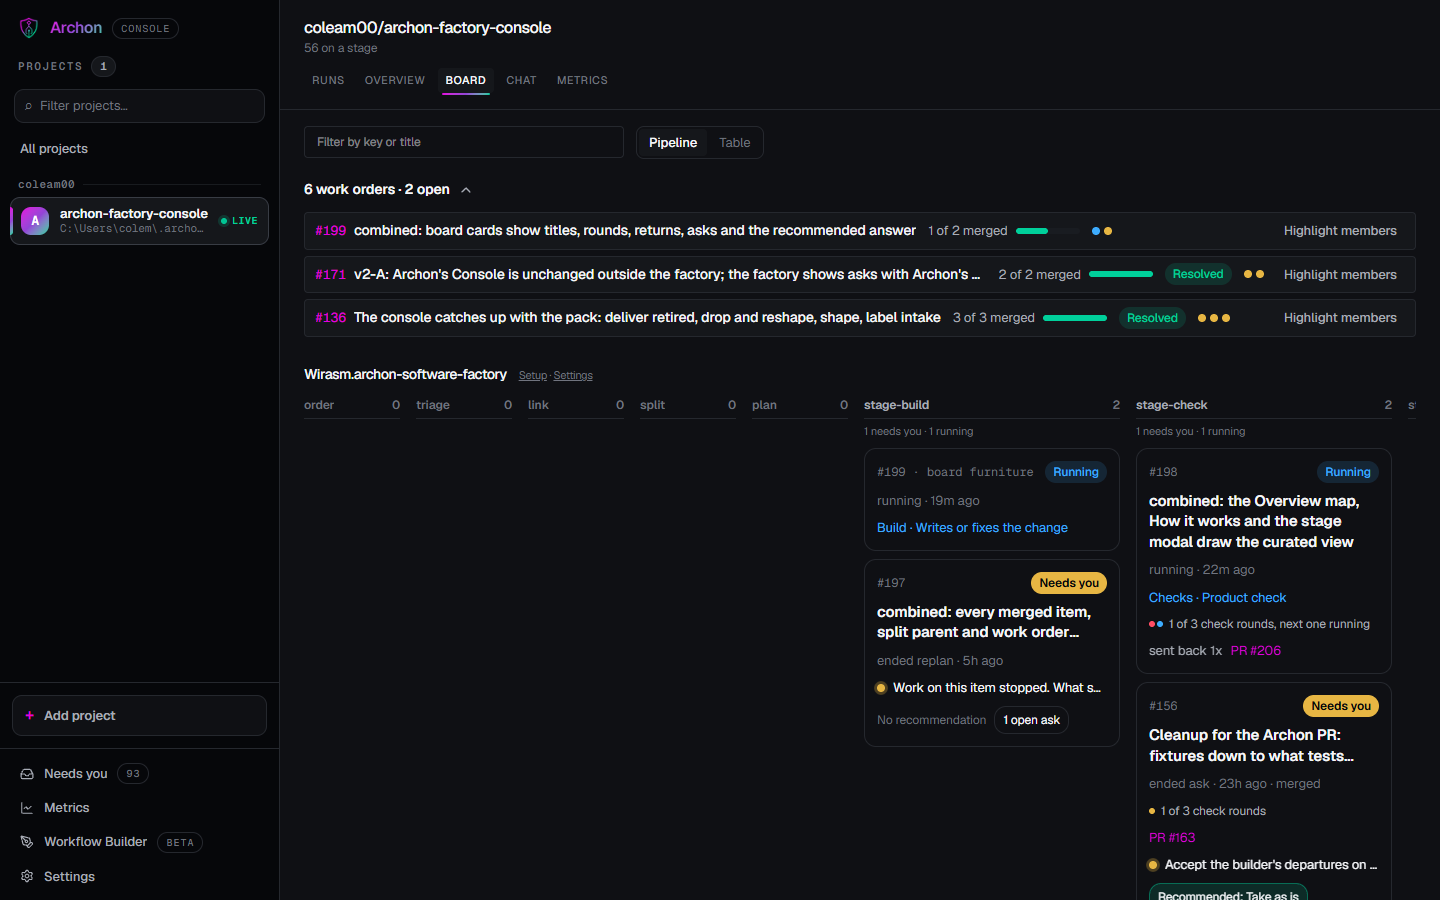 Archon CONSOLE
PROJECTS 1
Filter projects...
All projects
coleam00
A
archon-factory-console
LIVE
C:\Users\colem\.archo…
Add project
Needs you 93
Metrics
Workflow Builder BETA
Settings
coleam00/archon-factory-console
56 on a stage
RUNS OVERVIEW BOARD CHAT METRICS
Filter by key or title
Pipeline Table
6 work orders · 2 open
#199 combined: board cards show titles, rounds, returns, asks and the recommended answer 1 of 2 merged Highlight members
#171 v2-A: Archon's Console is unchanged outside the factory; the factory shows asks with Archon's ... 2 of 2 merged Resolved Highlight members
#136 The console catches up with the pack: deliver retired, drop and reshape, shape, label intake 3 of 3 merged Resolved Highlight members
Wirasm.archon-software-factory Setup · Settings
order 0 triage 0 link 0 split 0 plan 0 stage-build 2 stage-check 2
1 needs you · 1 running
#199 · board furniture Running
running · 19m ago
Build · Writes or fixes the change
#197 Needs you
combined: every merged item,
split parent and work order...
ended replan · 5h ago
Work on this item stopped. What s...
No recommendation 1 open ask
1 needs you · 1 running
#198 Running
combined: the Overview map,
How it works and the stage
modal draw the curated view
running · 22m ago
Checks · Product check
1 of 3 check rounds, next one running
sent back 1x PR #206
#156 Needs you
Cleanup for the Archon PR:
fixtures down to what tests...
ended ask · 23h ago · merged
1 of 3 check rounds
PR #163
Accept the builder's departures on ...
Recommended: Take as is